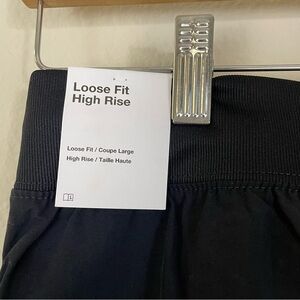 Loose Fit
High Rise
Loose Fit / Coupe Large
High Rise / Taille Haute